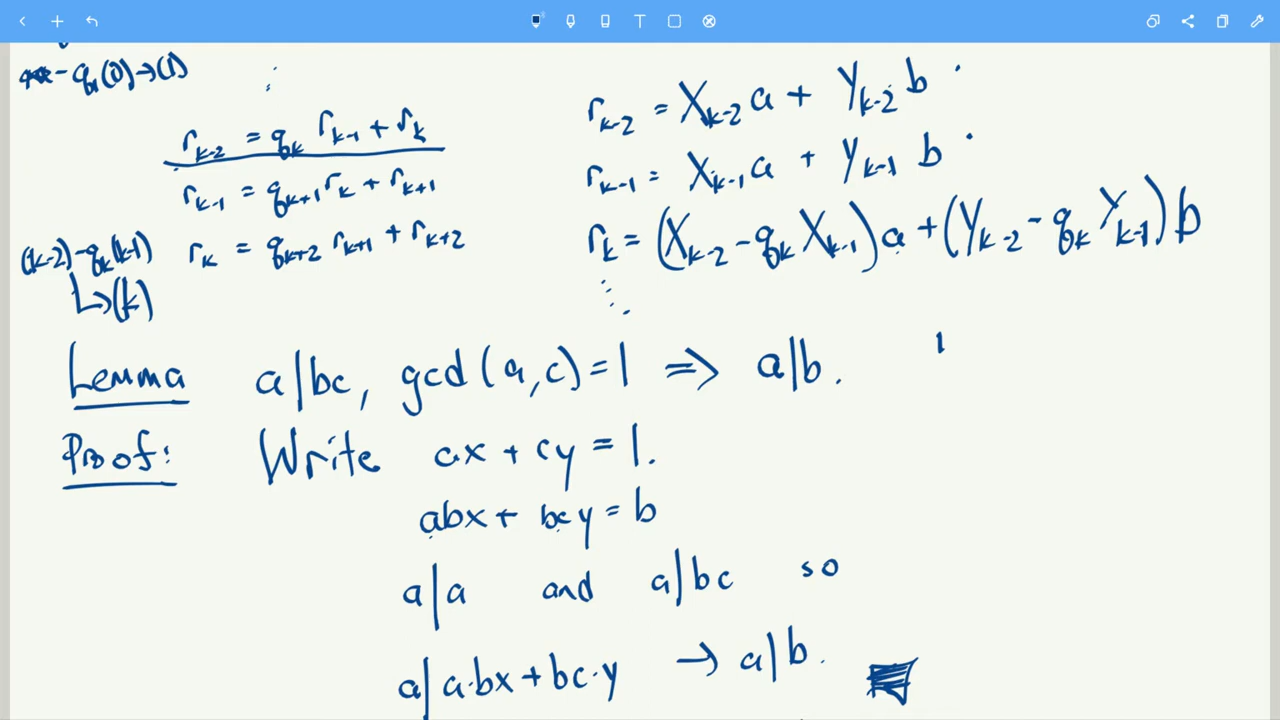 - q₁(0)→(1)
⋮
r_{k-2} = q_k r_{k-1} + r_k
r_{k-1} = q_{k+1} r_k + r_{k+1}
(k-2)-q_k(k-1) r_k = q_{k+2} r_{k+1} + r_{k+2}
↳(k)
r_{k-2} = X_{k-2} a + Y_{k-2} b
r_{k-1} = X_{k-1} a + Y_{k-1} b
r_k = (X_{k-2} - q_k X_{k-1}) a + (Y_{k-2} - q_k Y_{k-1}) b
⋮
Lemma a|bc, gcd(a,c)=1 ⇒ a|b.
Proof: Write ax + cy = 1.
abx + bcy = b
a|a and a|bc so
a|a·bx+bc·y → a|b.